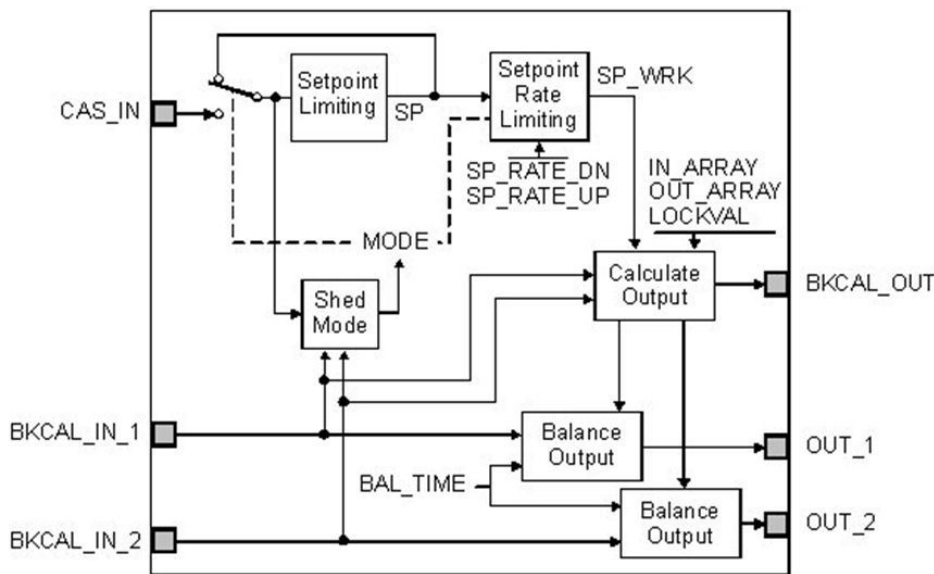 CAS_IN
Setpoint
Limiting
SP
Setpoint
Rate
Limiting
SP_WRK
SP_RATE_DN
SP_RATE_UP
IN_ARRAY
OUT_ARRAY
LOCKVAL
MODE
Shed
Mode
Calculate
Output
BKCAL_OUT
BKCAL_IN_1
Balance
Output
OUT_1
BAL_TIME
BKCAL_IN_2
Balance
Output
OUT_2